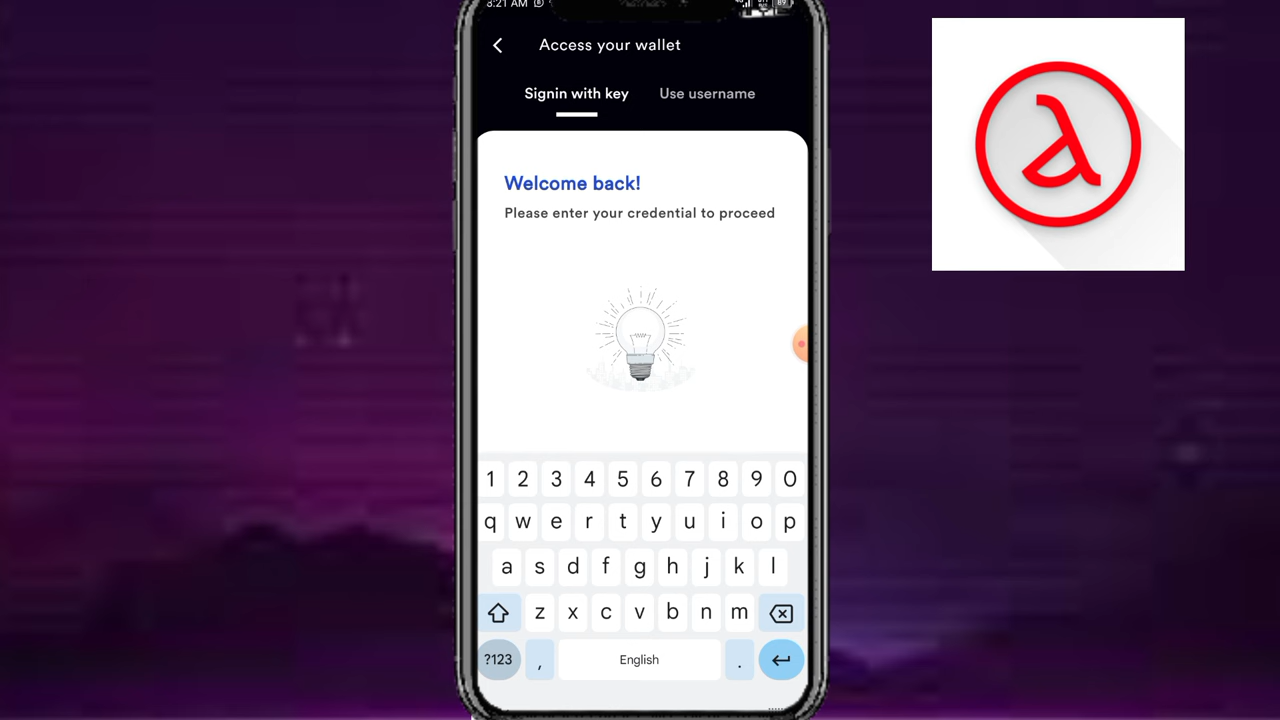 3:21 AM
89
Access your wallet
Signin with key
Use username
Welcome back!
Please enter your credential to proceed
1 2 3 4 5 6 7 8 9 0
q w e r t y u i o p
a s d f g h j k l
z x c v b n m
?123 , English .